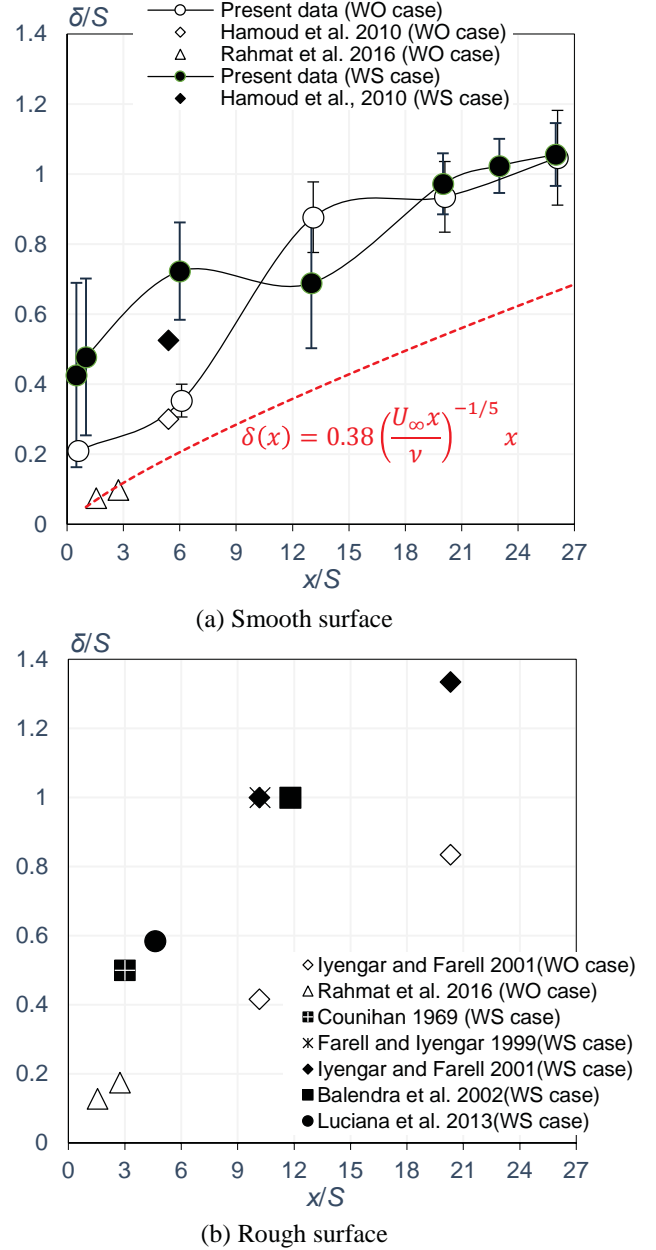 δ/S
Present data (WO case)
Hamoud et al. 2010 (WO case)
Rahmat et al. 2016 (WO case)
Present data (WS case)
Hamoud et al., 2010 (WS case)
1.4
1.2
1
0.8
0.6
0.4
0.2
0
δ(x) = 0.38 (U∞x/ν)^−1/5 x
0 3 6 9 12 15 18 21 24 27
x/S
(a) Smooth surface
δ/S
1.4
1.2
1
0.8
0.6
0.4
0.2
0
Iyengar and Farell 2001(WO case)
Rahmat et al. 2016 (WO case)
Counihan 1969 (WS case)
Farell and Iyengar 1999(WS case)
Iyengar and Farell 2001(WS case)
Balendra et al. 2002(WS case)
Luciana et al. 2013(WS case)
0 3 6 9 12 15 18 21 24 27
x/S
(b) Rough surface